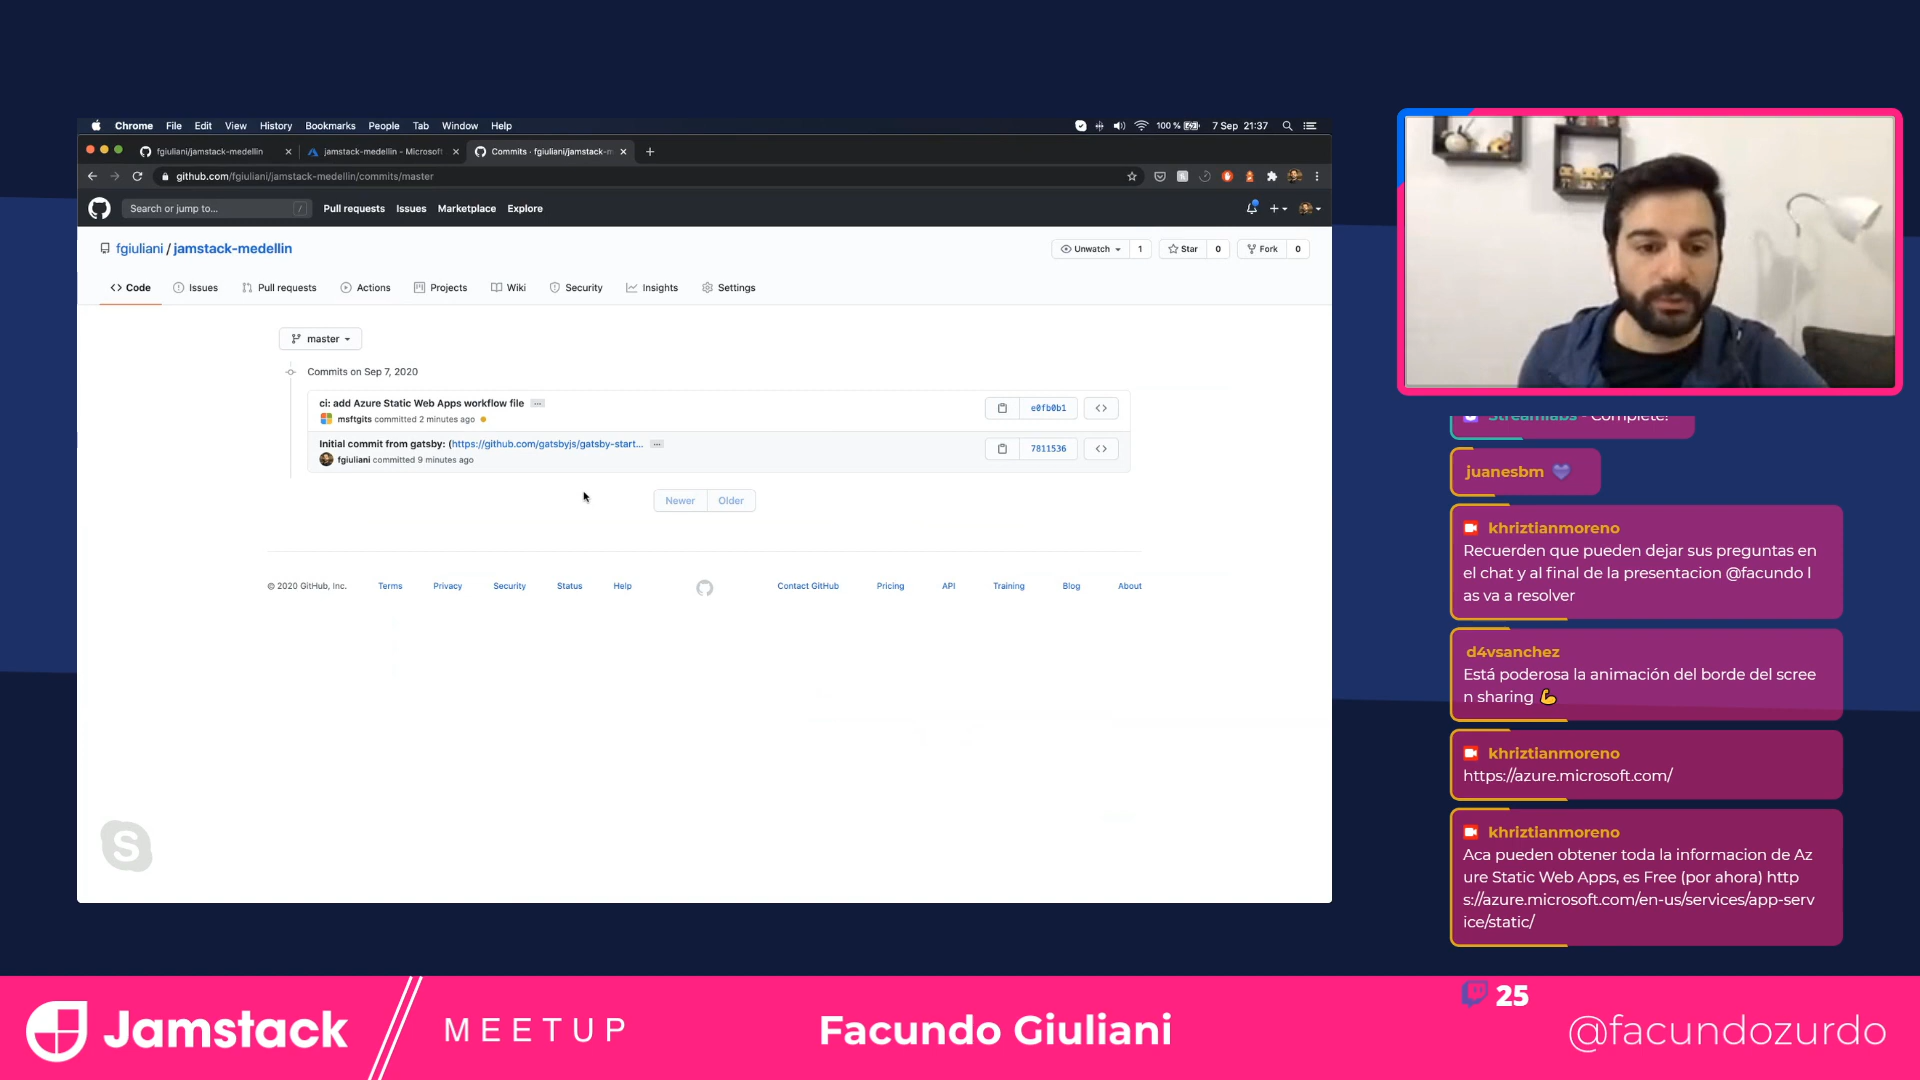 Chrome File Edit View History Bookmarks People Tab Window Help
100 % 7 Sep 21:37
fgiuliani/jamstack-medellin
jamstack-medellin - Microsoft
Commits · fgiuliani/jamstack-m
github.com/fgiuliani/jamstack-medellin/commits/master
Search or jump to... /
Pull requests Issues Marketplace Explore
fgiuliani / jamstack-medellin
Unwatch 1 Star 0 Fork 0
Code Issues Pull requests Actions Projects Wiki Security Insights Settings
master
Commits on Sep 7, 2020
ci: add Azure Static Web Apps workflow file ...
msftgits committed 2 minutes ago
e0fb0b1
Initial commit from gatsby: (https://github.com/gatsbyjs/gatsby-start... ...
fgiuliani committed 9 minutes ago
7811536
Newer Older
© 2020 GitHub, Inc. Terms Privacy Security Status Help Contact GitHub Pricing API Training Blog About
S
Streamlabs - Complete!
juanesbm 💜
khriztianmoreno
Recuerden que pueden dejar sus preguntas en
el chat y al final de la presentacion @facundo l
as va a resolver
d4vsanchez
Está poderosa la animación del borde del scree
n sharing 💪
khriztianmoreno
https://azure.microsoft.com/
khriztianmoreno
Aca pueden obtener toda la informacion de Az
ure Static Web Apps, es Free (por ahora) http
s://azure.microsoft.com/en-us/services/app-serv
ice/static/
25
Jamstack
MEETUP
Facundo Giuliani
@facundozurdo